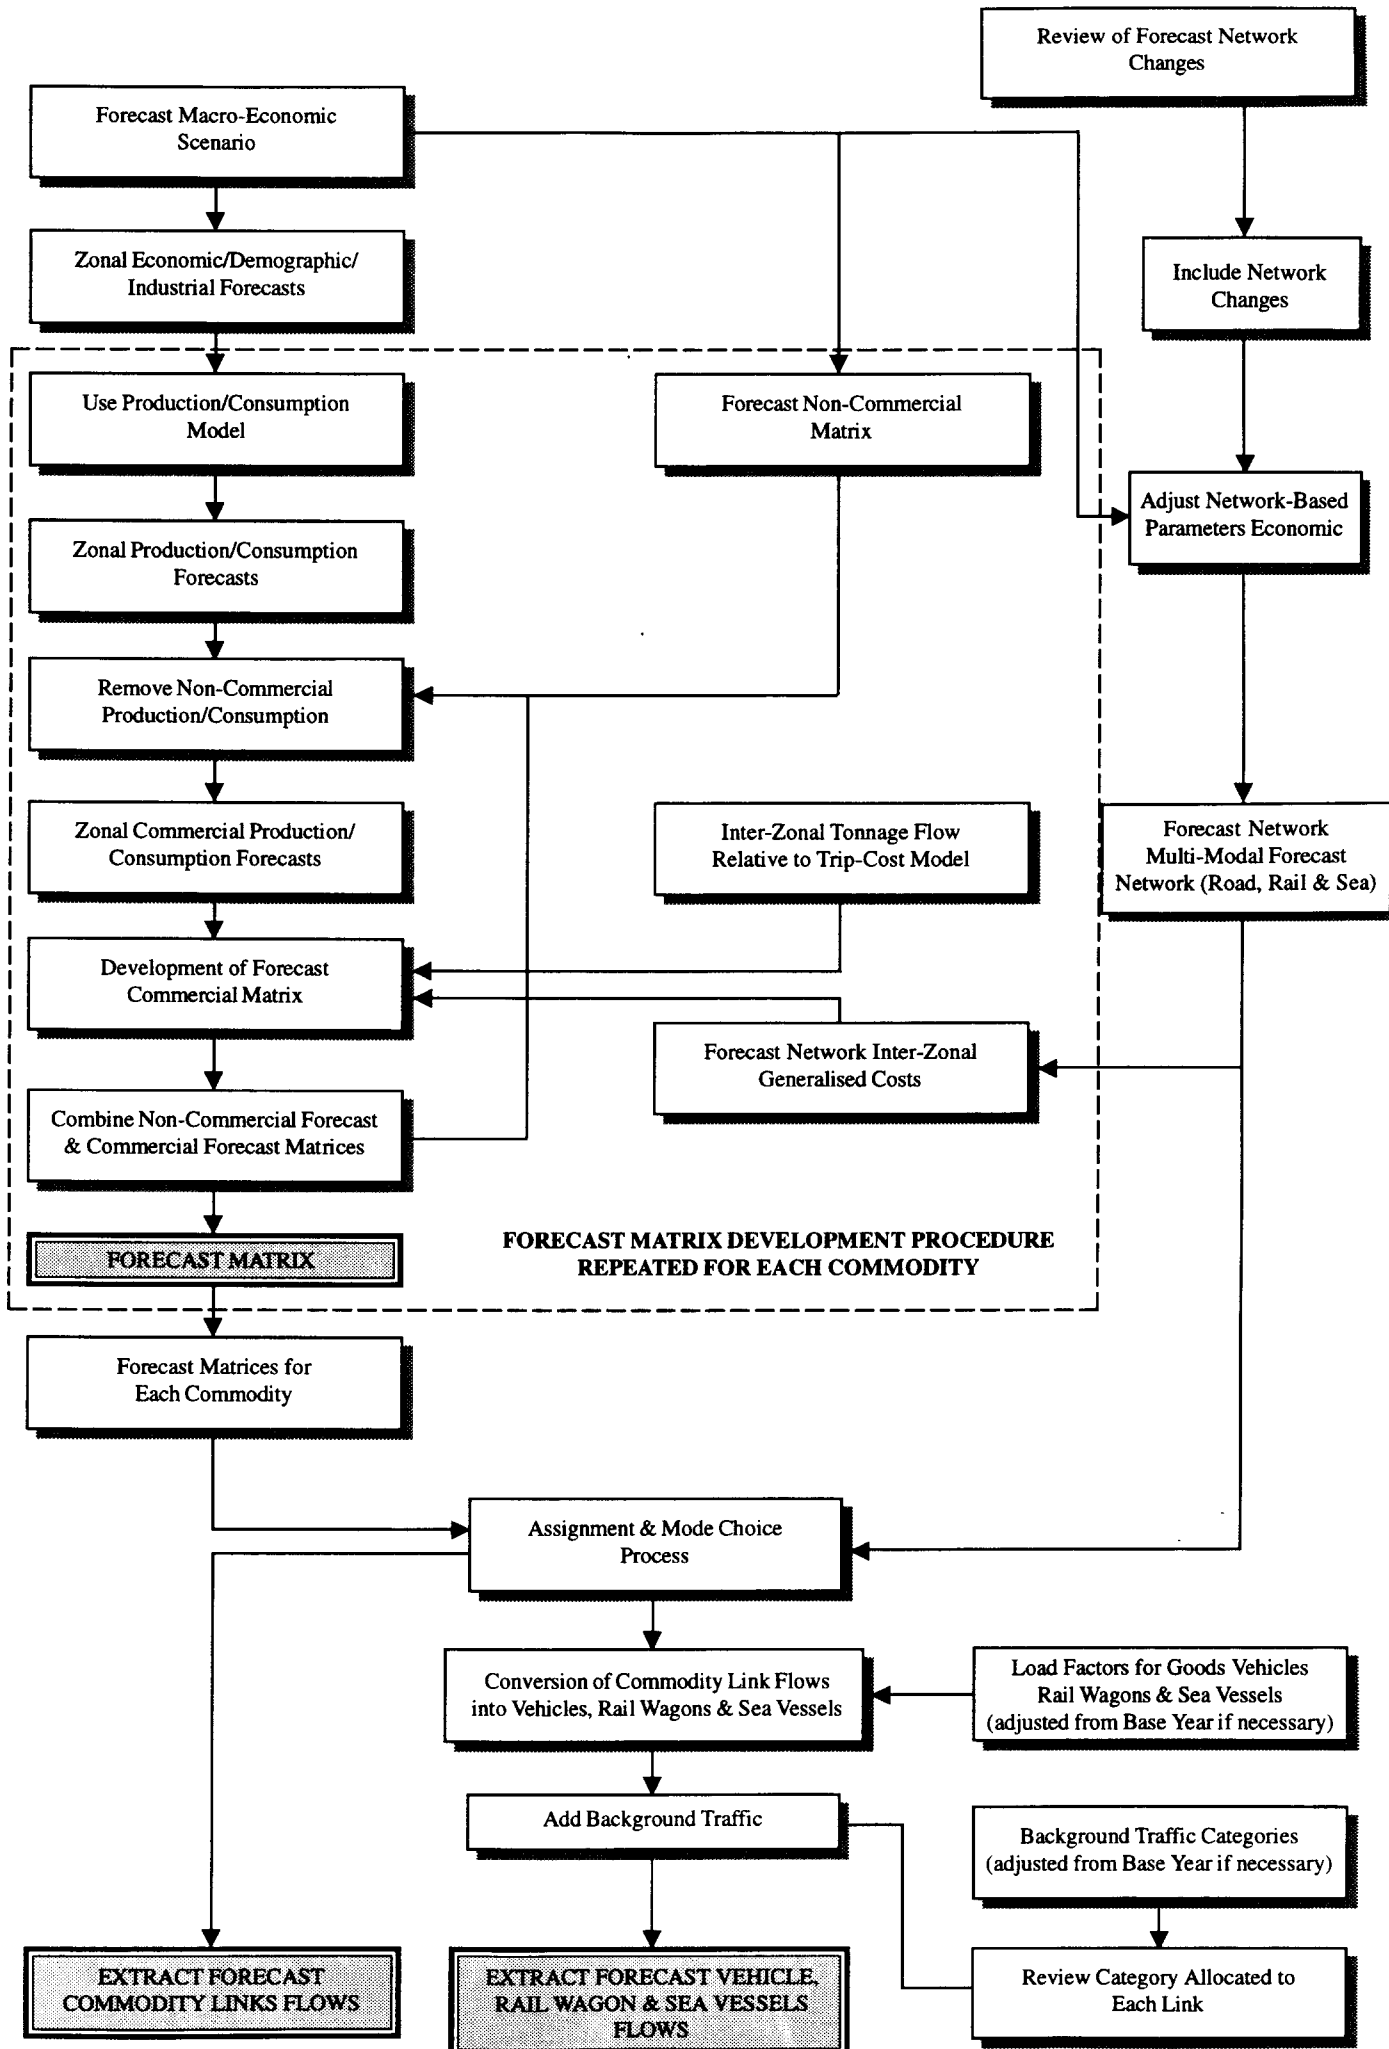 Review of Forecast Network
Changes
Forecast Macro-Economic
Scenario
Zonal Economic/Demographic/
Industrial Forecasts
Include Network
Changes
Use Production/Consumption
Model
Forecast Non-Commercial
Matrix
Adjust Network-Based
Parameters Economic
Zonal Production/Consumption
Forecasts
Remove Non-Commercial
Production/Consumption
Zonal Commercial Production/
Consumption Forecasts
Inter-Zonal Tonnage Flow
Relative to Trip-Cost Model
Forecast Network
Multi-Modal Forecast
Network (Road, Rail & Sea)
Development of Forecast
Commercial Matrix
Forecast Network Inter-Zonal
Generalised Costs
Combine Non-Commercial Forecast
& Commercial Forecast Matrices
FORECAST MATRIX
FORECAST MATRIX DEVELOPMENT PROCEDURE
REPEATED FOR EACH COMMODITY
Forecast Matrices for
Each Commodity
Assignment & Mode Choice
Process
Conversion of Commodity Link Flows
into Vehicles, Rail Wagons & Sea Vessels
Load Factors for Goods Vehicles
Rail Wagons & Sea Vessels
(adjusted from Base Year if necessary)
Add Background Traffic
Background Traffic Categories
(adjusted from Base Year if necessary)
EXTRACT FORECAST
COMMODITY LINKS FLOWS
EXTRACT FORECAST VEHICLE,
RAIL WAGON & SEA VESSELS
FLOWS
Review Category Allocated to
Each Link